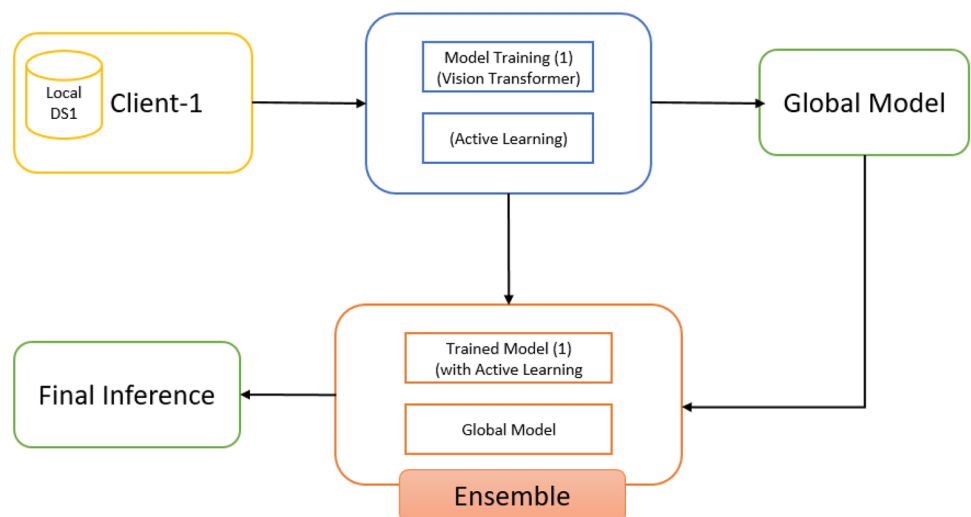 Local
DS1
Client-1
Model Training (1)
(Vision Transformer)
(Active Learning)
Global Model
Trained Model (1)
(with Active Learning
Global Model
Ensemble
Final Inference